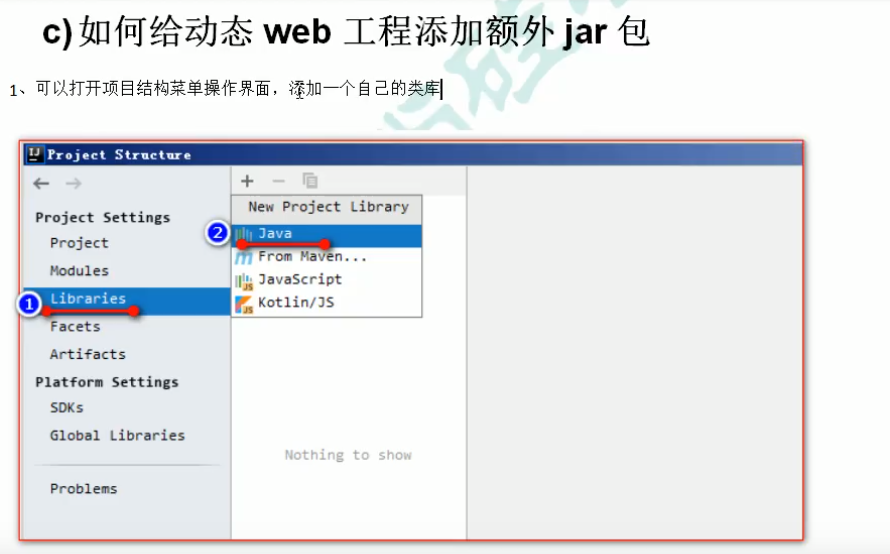 c) 如何给动态 web 工程添加额外 jar 包
1、可以打开项目结构菜单操作界面，添加一个自己的类库
Project Structure
New Project Library
Project Settings
2
Java
Project
From Maven...
Modules
JavaScript
1
Libraries
Kotlin/JS
Facets
Artifacts
Platform Settings
SDKs
Global Libraries
Nothing to show
Problems